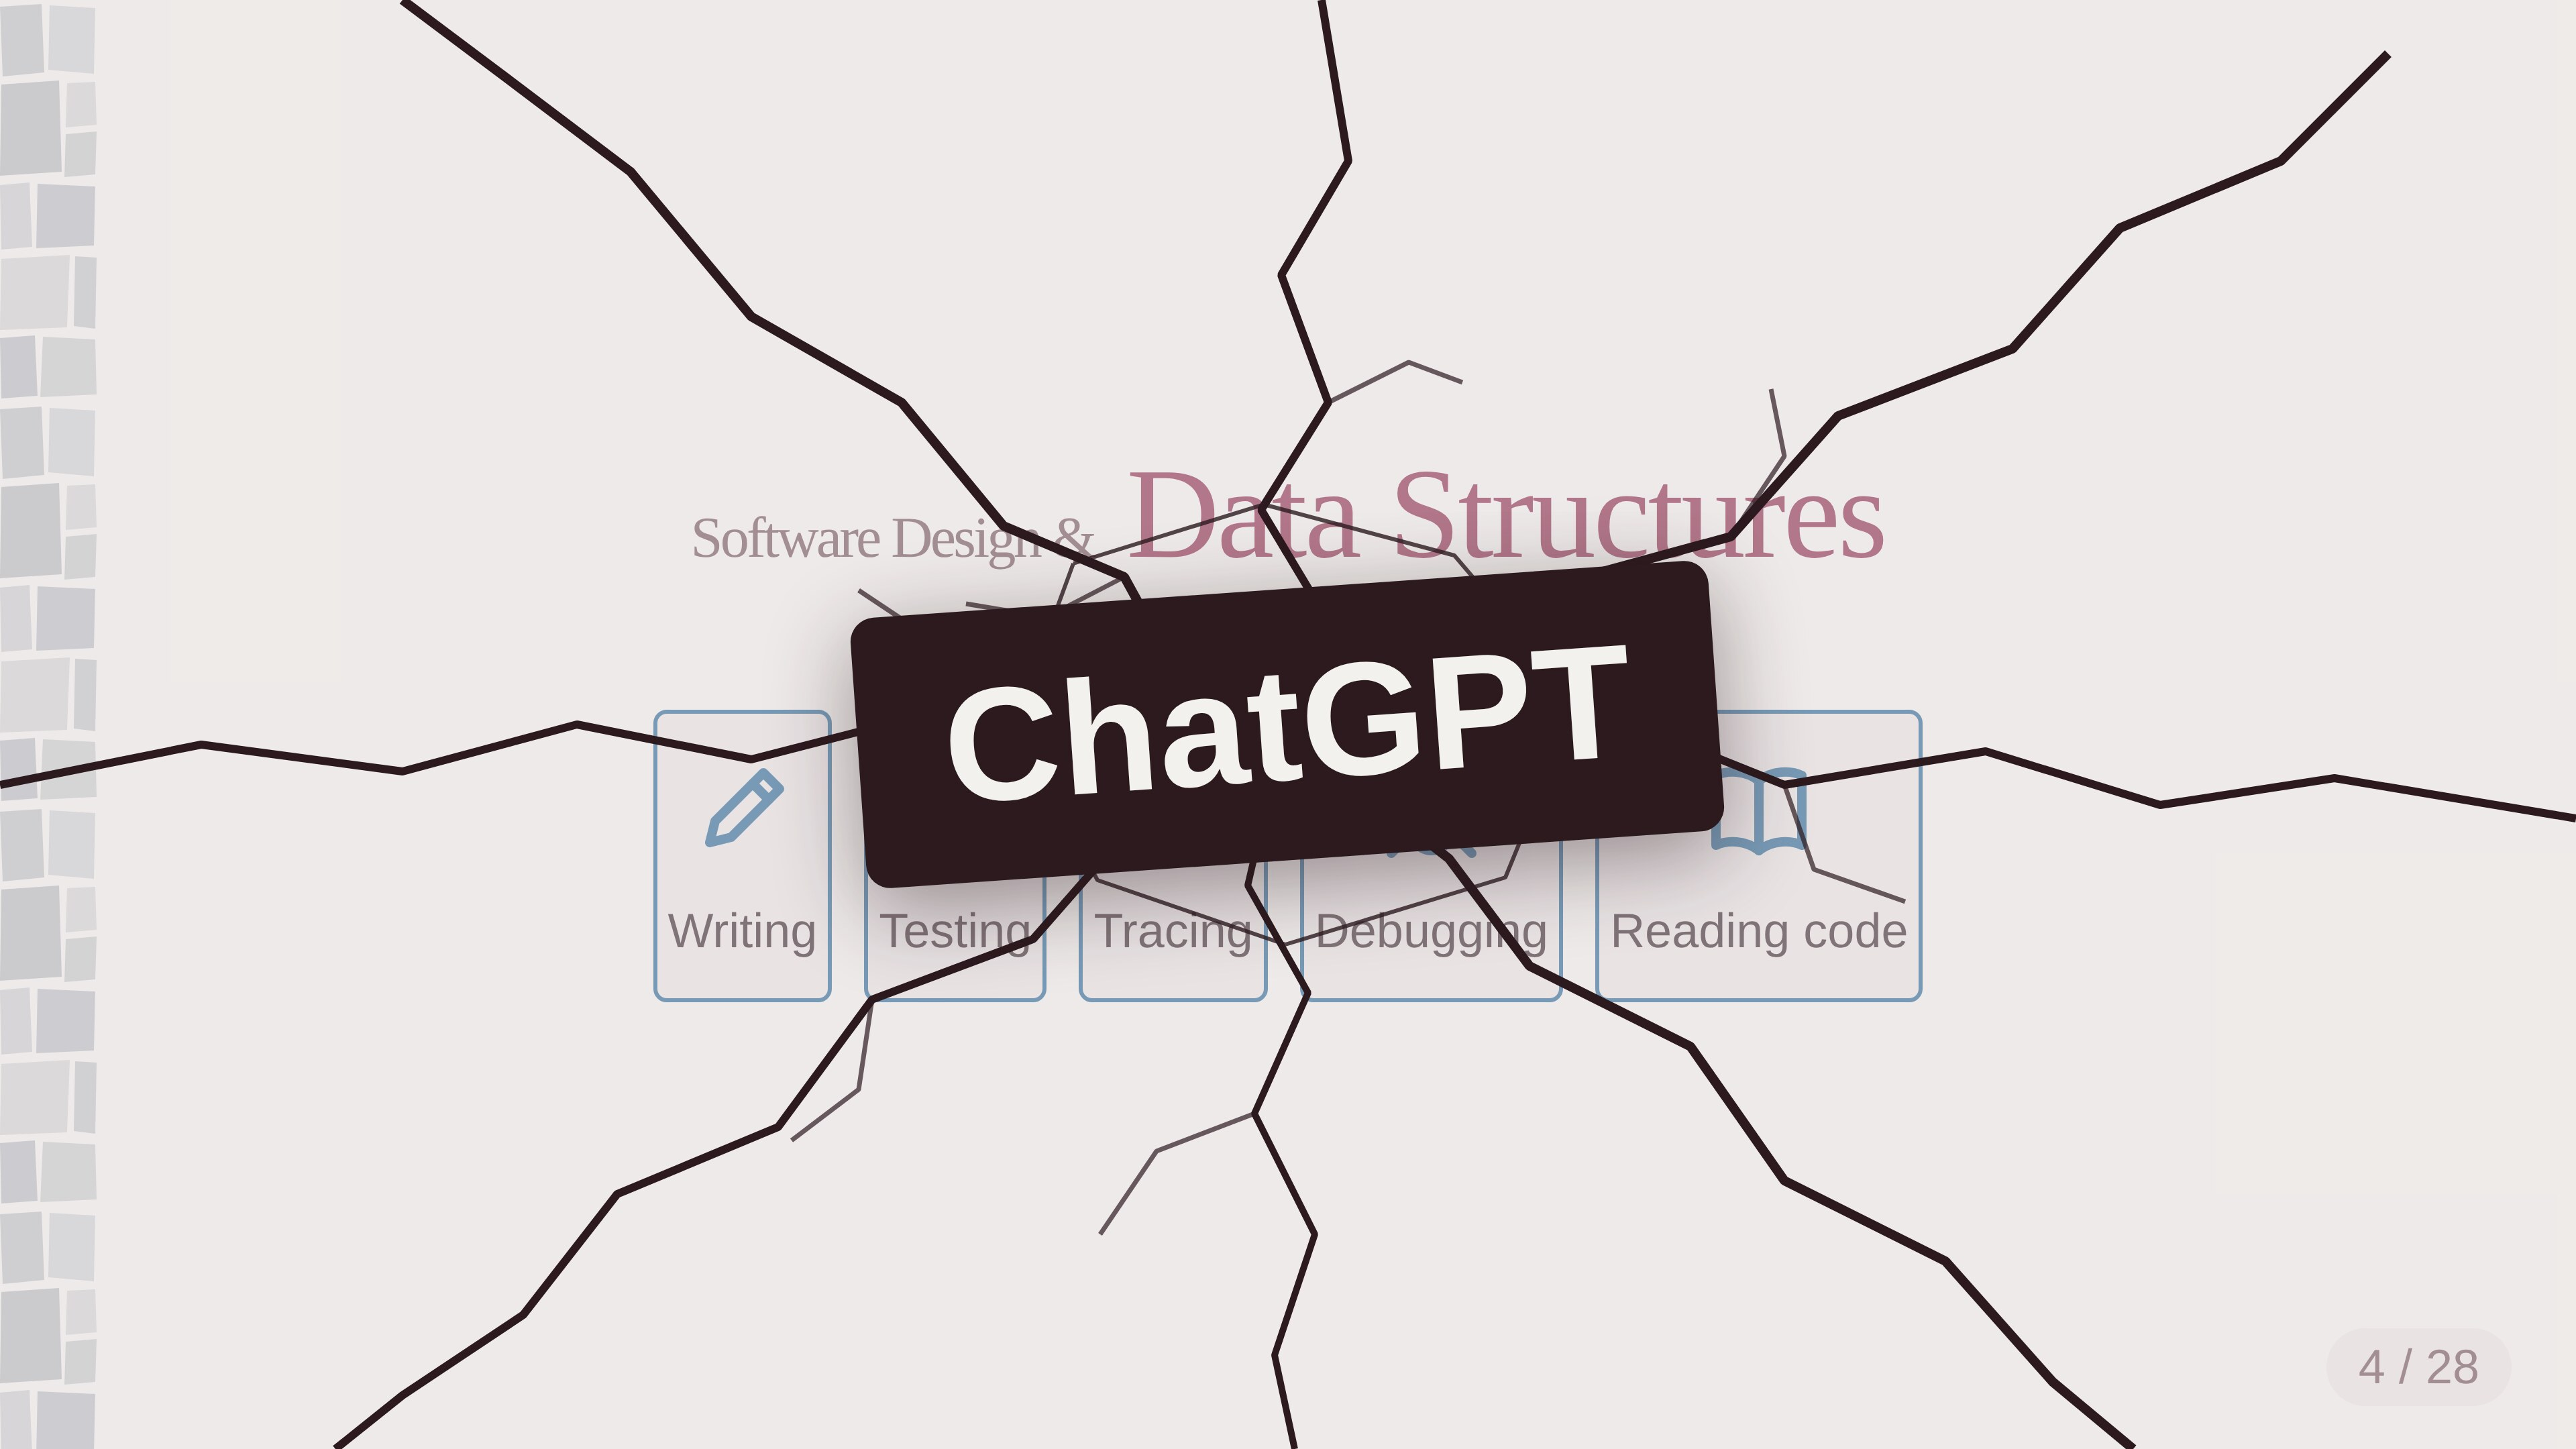 Software Design & Data Structures
ChatGPT
Writing
Testing
Tracing
Debugging
Reading code
4 / 28